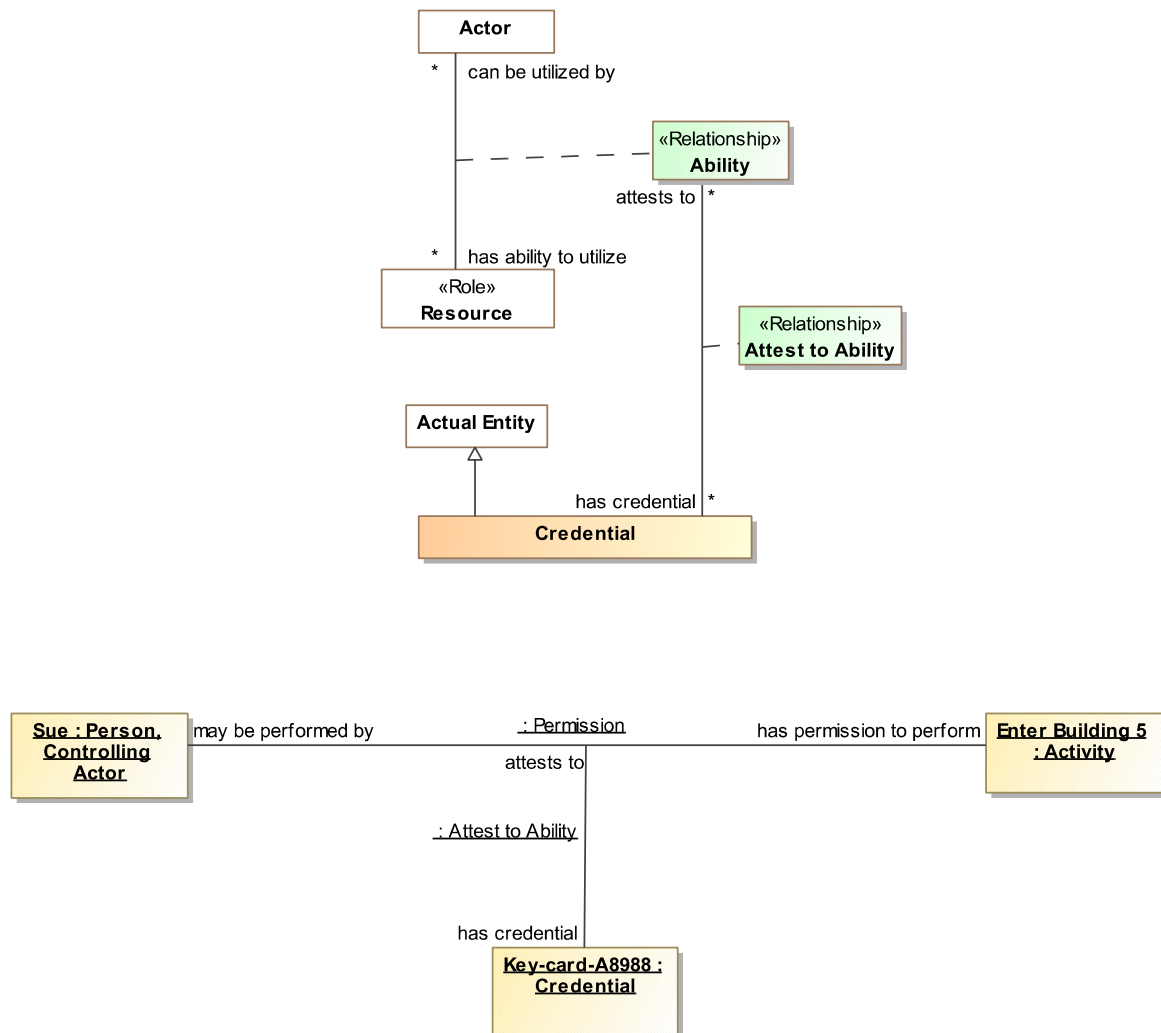 Actor
* can be utilized by
«Relationship»
Ability
attests to *
* has ability to utilize
«Role»
Resource
«Relationship»
Attest to Ability
Actual Entity
has credential *
Credential
Sue : Person,
Controlling
Actor
may be performed by
: Permission
has permission to perform
Enter Building 5
: Activity
attests to
: Attest to Ability
has credential
Key-card-A8988 :
Credential